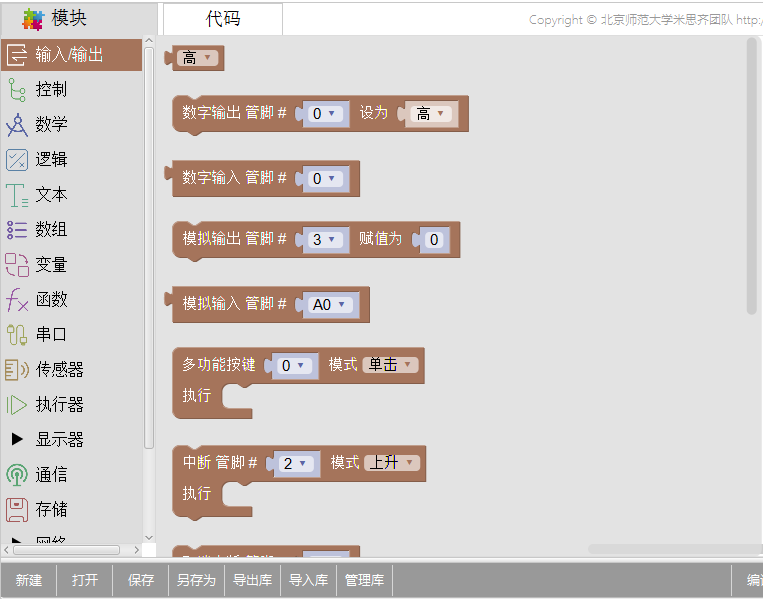 模块
代码
Copyright © 北京师范大学米思齐团队 http:/
输入/输出
控制
数学
逻辑
文本
数组
变量
函数
串口
传感器
执行器
显示器
通信
存储
网络
高
数字输出 管脚 # 0 设为 高
数字输入 管脚 # 0
模拟输出 管脚 # 3 赋值为 0
模拟输入 管脚 # A0
多功能按键 0 模式 单击
执行
中断 管脚 # 2 模式 上升
执行
新建 打开 保存 另存为 导出库 导入库 管理库